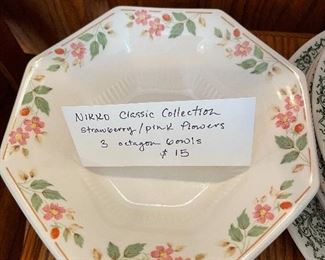 NIKKO Classic Collection
strawberry/pink flowers
3 octagon bowls
$15